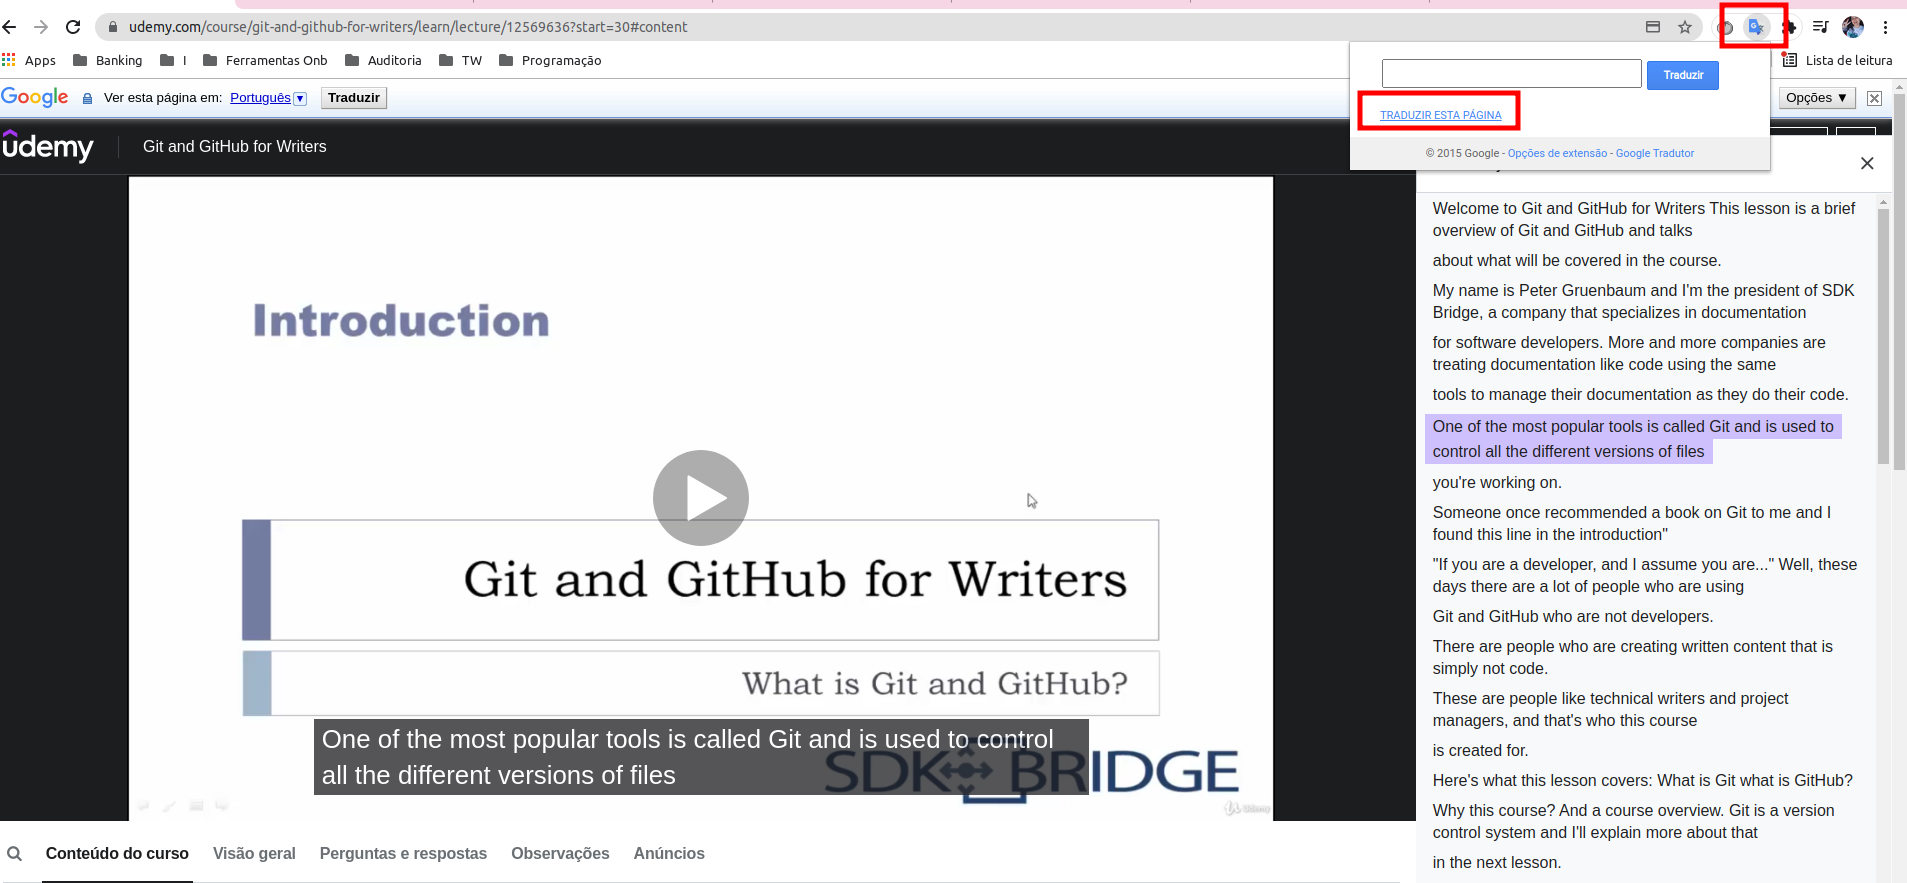 udemy.com/course/git-and-github-for-writers/learn/lecture/12569636?start=30#content
Apps
Banking
I
Ferramentas Onb
Auditoria
TW
Programação
Lista de leitura
Traduzir
TRADUZIR ESTA PÁGINA
© 2015 Google - Opções de extensão - Google Tradutor
Google
Ver esta página em: Português ▼ Traduzir
Opções ▼
udemy
Git and GitHub for Writers
Introduction
Git and GitHub for Writers
What is Git and GitHub?
One of the most popular tools is called Git and is used to control
all the different versions of files
SDK BRIDGE
Udemy
Welcome to Git and GitHub for Writers This lesson is a brief
overview of Git and GitHub and talks
about what will be covered in the course.
My name is Peter Gruenbaum and I'm the president of SDK
Bridge, a company that specializes in documentation
for software developers. More and more companies are
treating documentation like code using the same
tools to manage their documentation as they do their code.
One of the most popular tools is called Git and is used to
control all the different versions of files
you're working on.
Someone once recommended a book on Git to me and I
found this line in the introduction"
"If you are a developer, and I assume you are..." Well, these
days there are a lot of people who are using
Git and GitHub who are not developers.
There are people who are creating written content that is
simply not code.
These are people like technical writers and project
managers, and that's who this course
is created for.
Here's what this lesson covers: What is Git what is GitHub?
Why this course? And a course overview. Git is a version
control system and I'll explain more about that
in the next lesson.
Conteúdo do curso
Visão geral
Perguntas e respostas
Observações
Anúncios